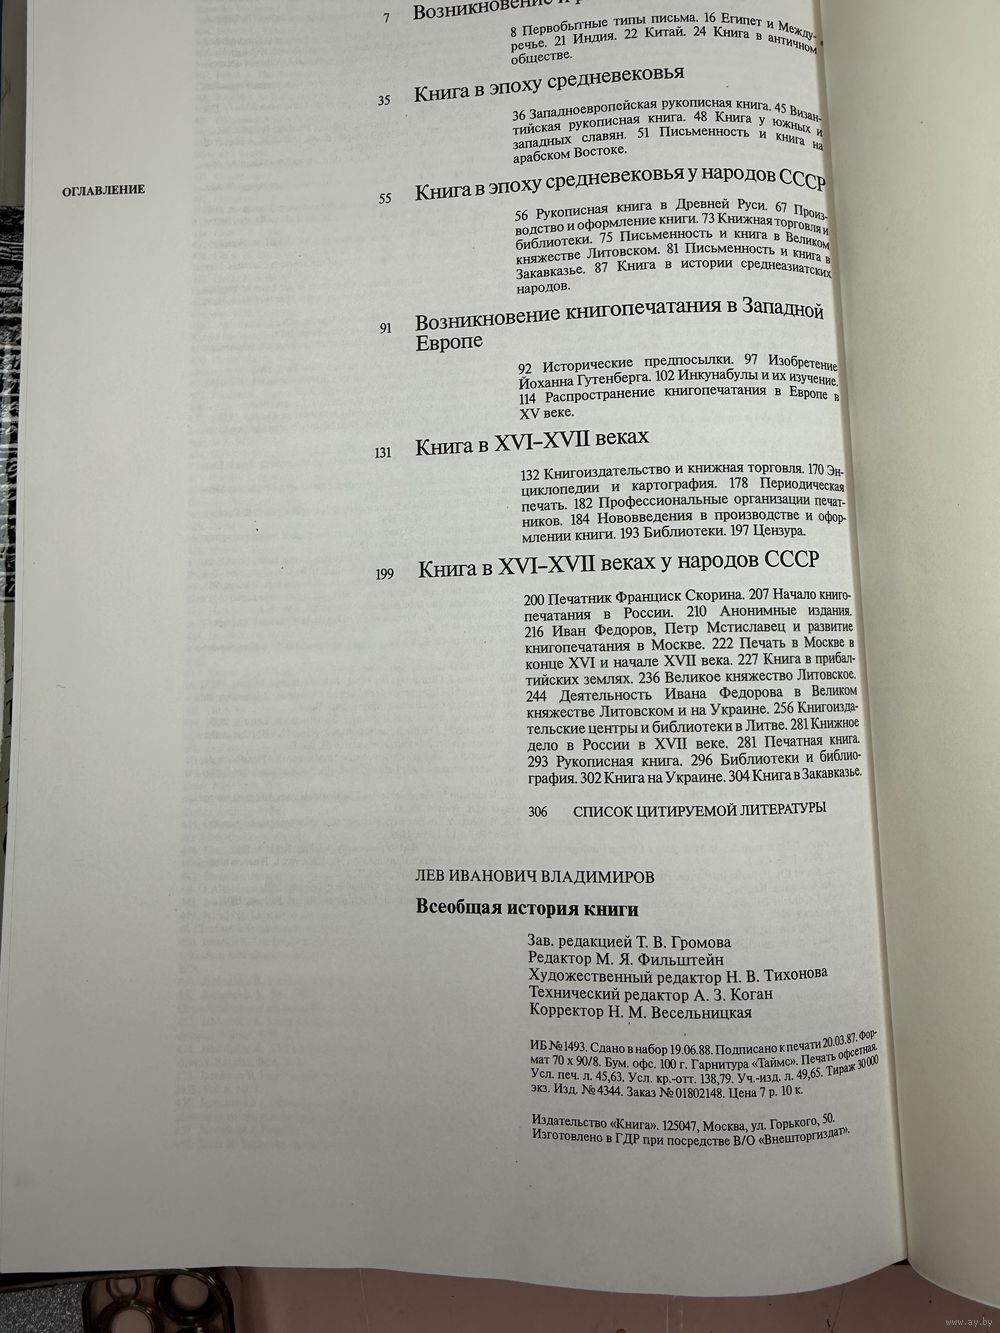 7 Возникновение и
8 Первобытные типы письма. 16 Египет и Между-
речье. 21 Индия. 22 Китай. 24 Книга в античном
обществе.
35 Книга в эпоху средневековья
36 Западноевропейская рукописная книга. 45 Визан-
тийская рукописная книга. 48 Книга у южных и
западных славян. 51 Письменность и книга на
арабском Востоке.
ОГЛАВЛЕНИЕ
55 Книга в эпоху средневековья у народов СССР
56 Рукописная книга в Древней Руси. 67 Произ-
водство и оформление книги. 73 Книжная торговля и
библиотеки. 75 Письменность и книга в Великом
княжестве Литовском. 81 Письменность и книга в
Закавказье. 87 Книга в истории среднеазиатских
народов.
91 Возникновение книгопечатания в Западной
Европе
92 Исторические предпосылки. 97 Изобретение
Йоханна Гутенберга. 102 Инкунабулы и их изучение.
114 Распространение книгопечатания в Европе в
XV веке.
131 Книга в XVI–XVII веках
132 Книгоиздательство и книжная торговля. 170 Эн-
циклопедии и картография. 178 Периодическая
печать. 182 Профессиональные организации печат-
ников. 184 Нововведения в производстве и офор-
млении книги. 193 Библиотеки. 197 Цензура.
199 Книга в XVI–XVII веках у народов СССР
200 Печатник Франциск Скорина. 207 Начало книго-
печатания в России. 210 Анонимные издания.
216 Иван Федоров, Петр Мстиславец и развитие
книгопечатания в Москве. 222 Печать в Москве в
конце XVI и начале XVII века. 227 Книга в прибал-
тийских землях. 236 Великое княжество Литовское.
244 Деятельность Ивана Федорова в Великом
княжестве Литовском и на Украине. 256 Книгоизда-
тельские центры и библиотеки в Литве. 281 Книжное
дело в России в XVII веке. 281 Печатная книга.
293 Рукописная книга. 296 Библиотеки и библио-
графия. 302 Книга на Украине. 304 Книга в Закавказье.
306 СПИСОК ЦИТИРУЕМОЙ ЛИТЕРАТУРЫ
ЛЕВ ИВАНОВИЧ ВЛАДИМИРОВ
Всеобщая история книги
Зав. редакцией Т. В. Громова
Редактор М. Я. Фильштейн
Художественный редактор Н. В. Тихонова
Технический редактор А. З. Коган
Корректор Н. М. Весельницкая
ИБ № 1493. Сдано в набор 19.06.88. Подписано к печати 20.03.87. Фор-
мат 70 x 90/8. Бум. офс. 100 г. Гарнитура «Таймс». Печать офсетная.
Усл. печ. л. 45,63. Усл. кр.-отт. 138,79. Уч.-изд. л. 49,65. Тираж 30 000
экз. Изд. № 4344. Заказ № 01802148. Цена 7 р. 10 к.
Издательство «Книга». 125047, Москва, ул. Горького, 50.
Изготовлено в ГДР при посредстве В/О «Внешторгиздат».
www.ay.by